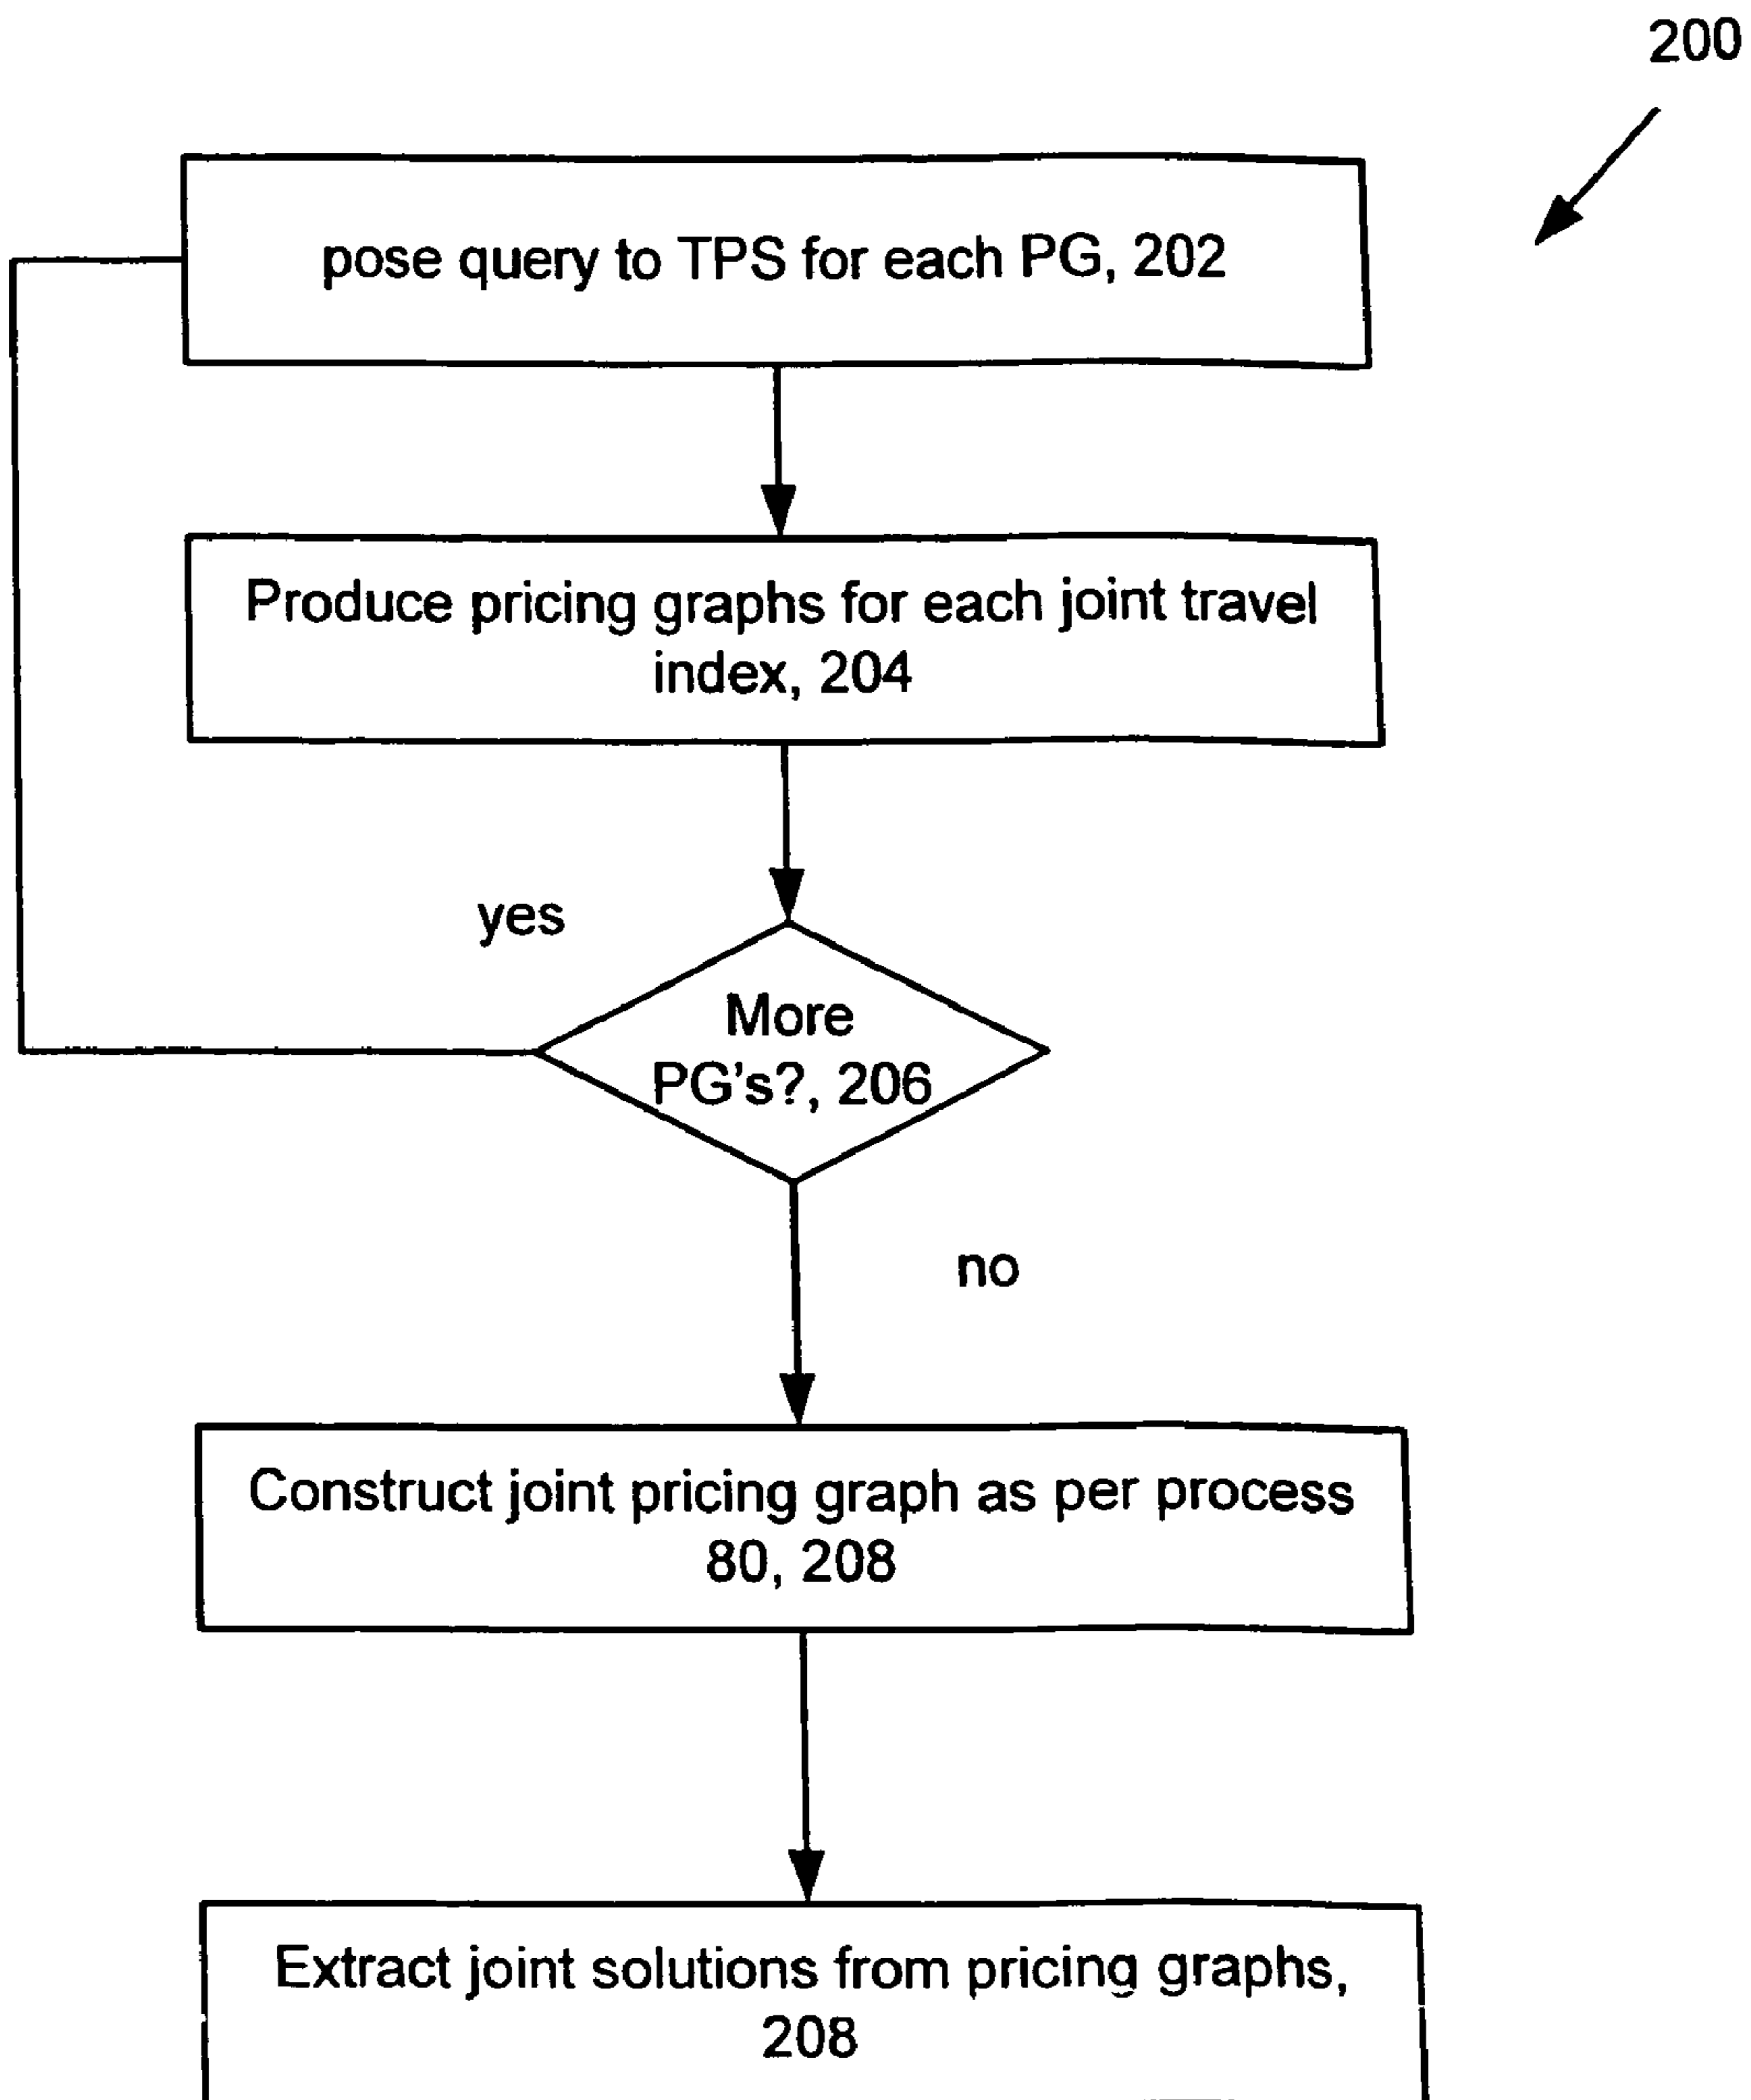 200
pose query to TPS for each PG, 202
Produce pricing graphs for each joint travel
index, 204
yes
More
PG's?, 206
no
Construct joint pricing graph as per process
80, 208
Extract joint solutions from pricing graphs,
208